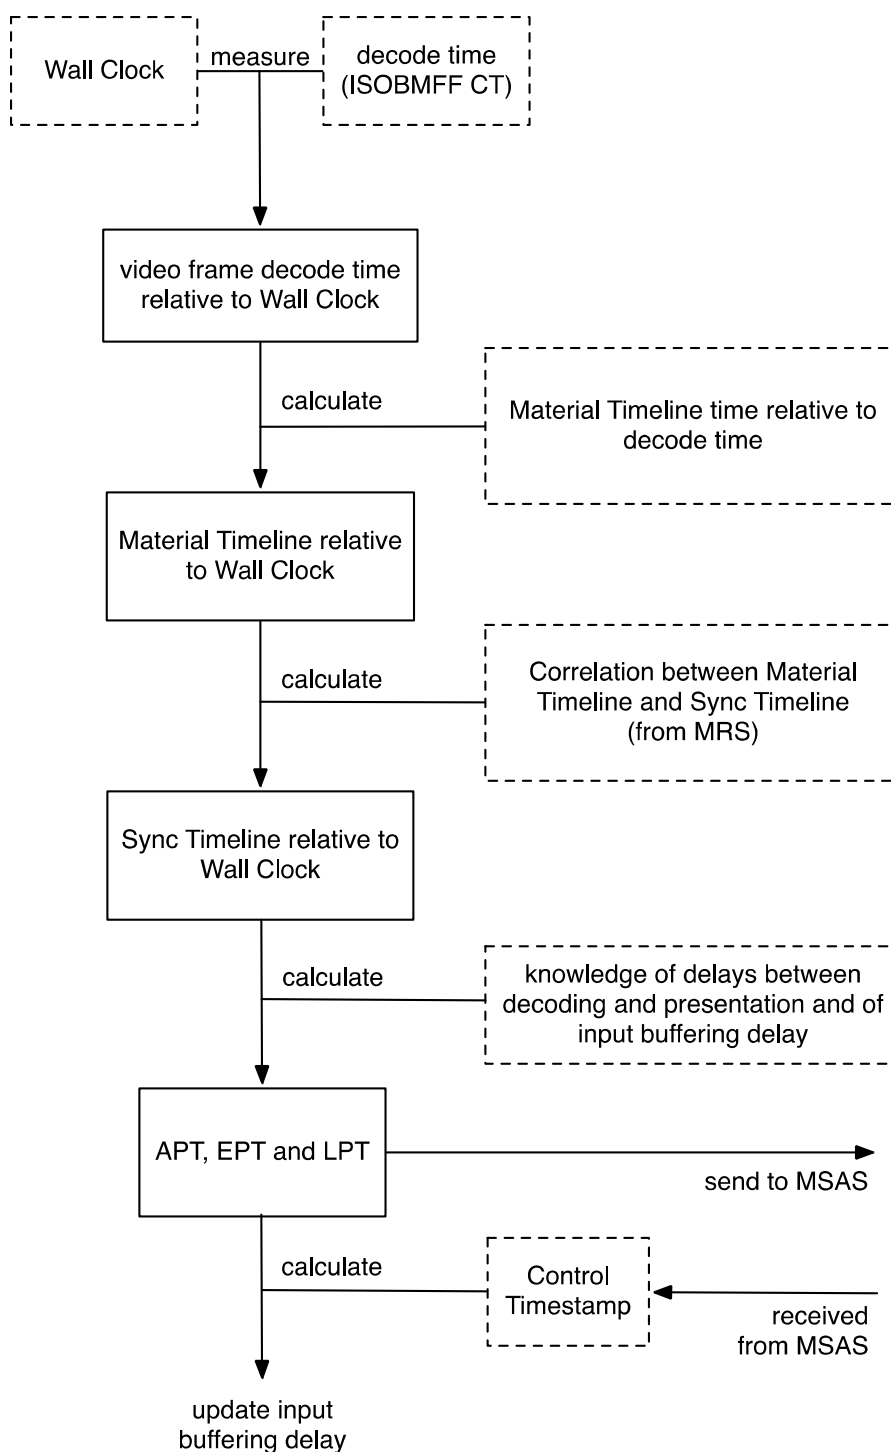 Wall Clock
measure
decode time
(ISOBMFF CT)
video frame decode time
relative to Wall Clock
calculate
Material Timeline time relative to
decode time
Material Timeline relative
to Wall Clock
calculate
Correlation between Material
Timeline and Sync Timeline
(from MRS)
Sync Timeline relative to
Wall Clock
calculate
knowledge of delays between
decoding and presentation and of
input buffering delay
APT, EPT and LPT
send to MSAS
calculate
Control
Timestamp
received
from MSAS
update input
buffering delay